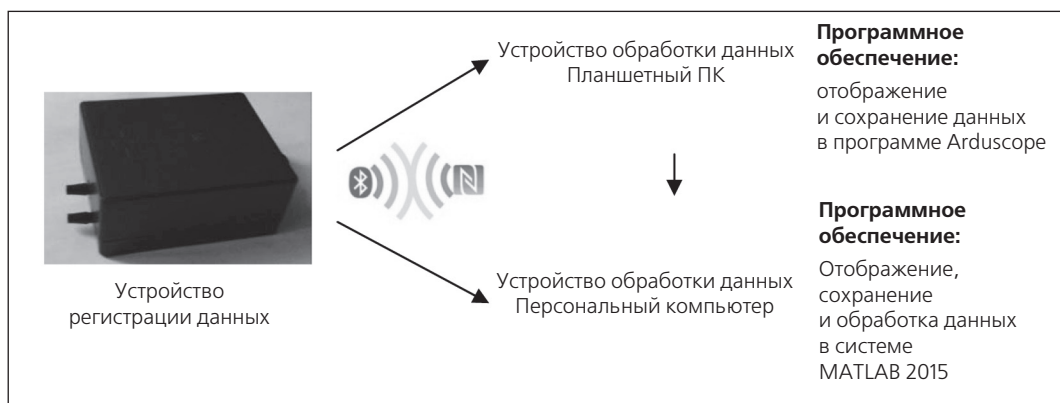 Устройство
регистрации данных
Устройство обработки данных
Планшетный ПК
Программное
обеспечение:
отображение
и сохранение данных
в программе Arduscope
Устройство обработки данных
Персональный компьютер
Программное
обеспечение:
Отображение,
сохранение
и обработка данных
в системе
MATLAB 2015